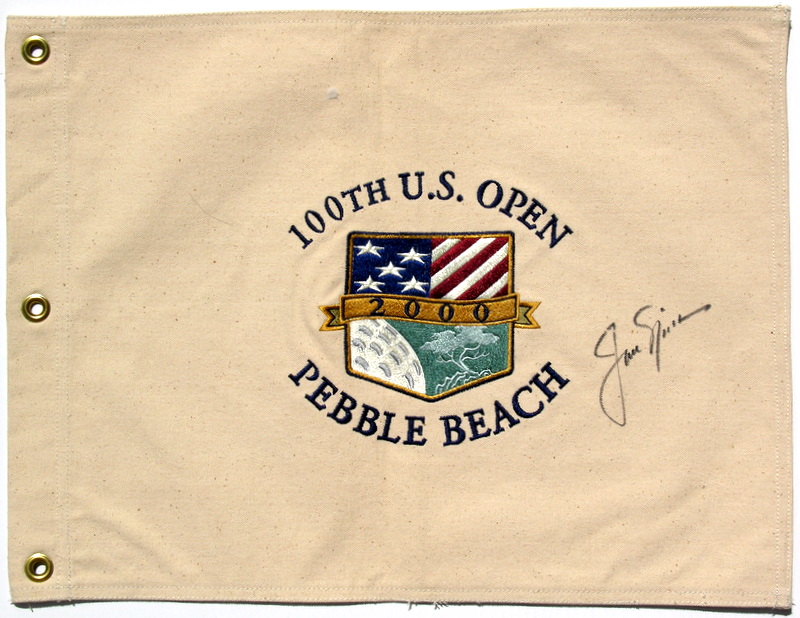 100TH U.S. OPEN
2000
PEBBLE BEACH